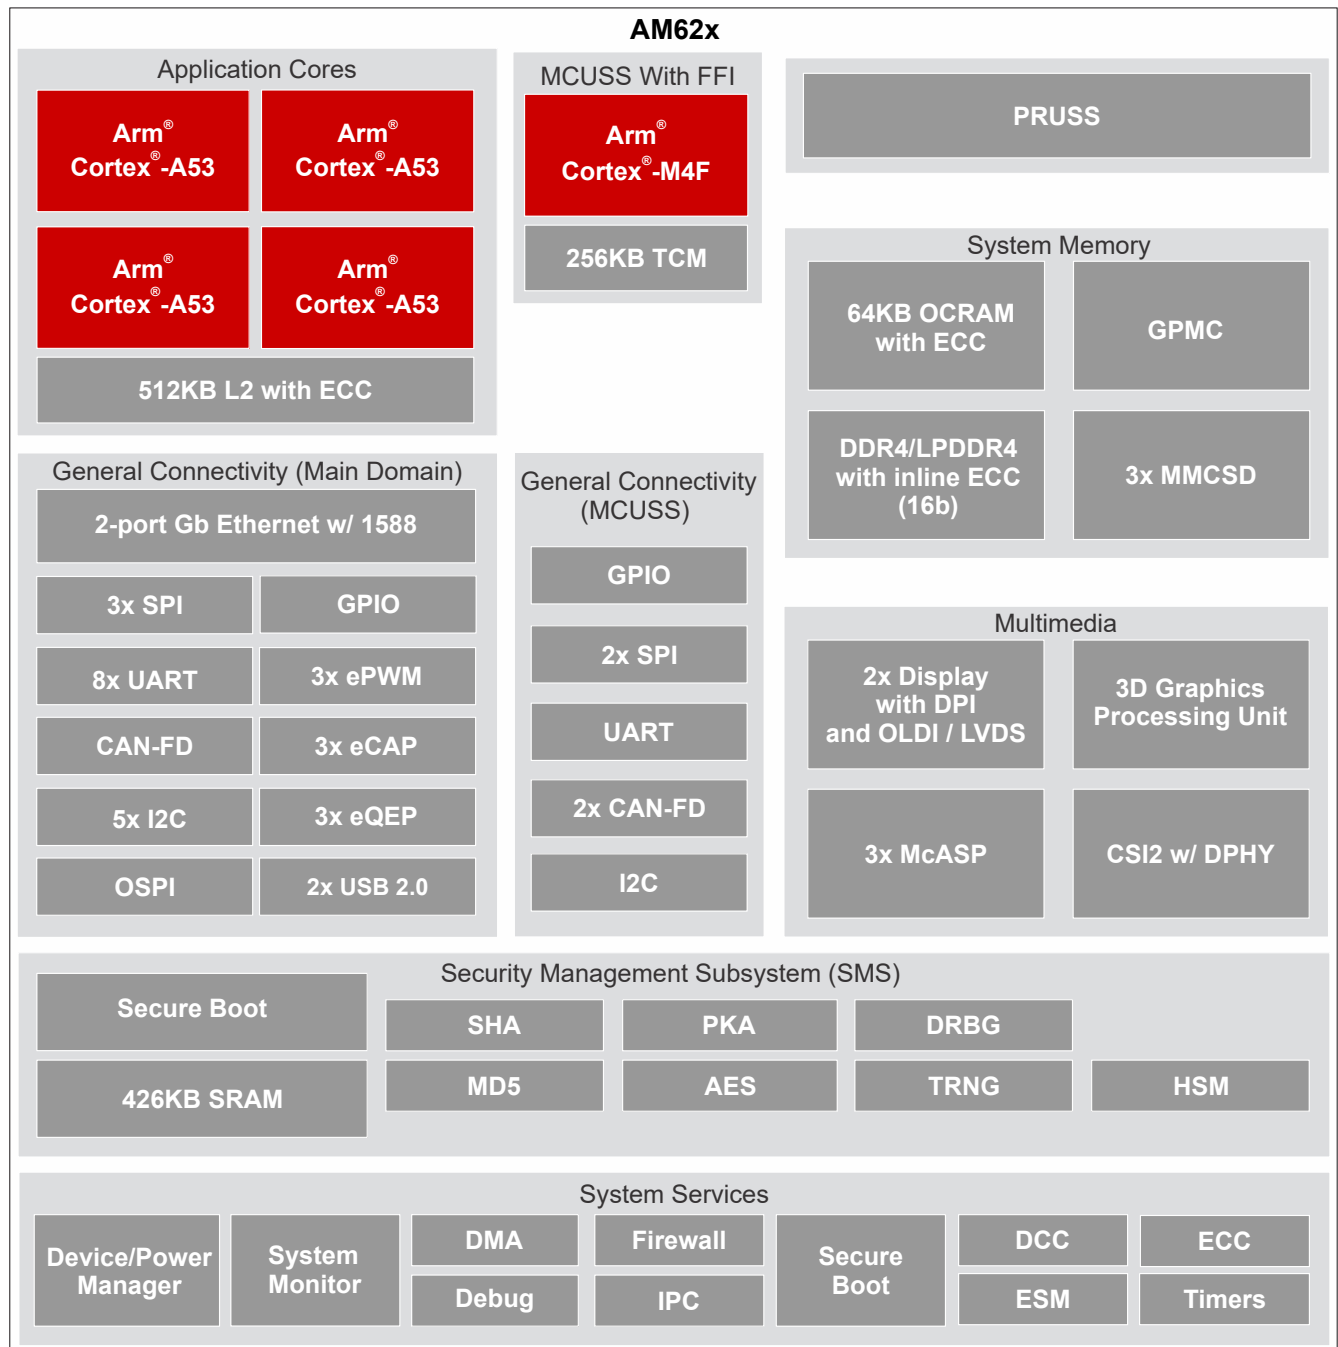 AM62x
Application Cores
Arm®
Cortex®-A53
Arm®
Cortex®-A53
Arm®
Cortex®-A53
Arm®
Cortex®-A53
512KB L2 with ECC
MCUSS With FFI
Arm®
Cortex®-M4F
256KB TCM
PRUSS
System Memory
64KB OCRAM
with ECC
GPMC
DDR4/LPDDR4
with inline ECC
(16b)
3x MMCSD
General Connectivity (Main Domain)
2-port Gb Ethernet w/ 1588
3x SPI
GPIO
8x UART
3x ePWM
CAN-FD
3x eCAP
5x I2C
3x eQEP
OSPI
2x USB 2.0
General Connectivity
(MCUSS)
GPIO
2x SPI
UART
2x CAN-FD
I2C
Multimedia
2x Display
with DPI
and OLDI / LVDS
3D Graphics
Processing Unit
3x McASP
CSI2 w/ DPHY
Security Management Subsystem (SMS)
Secure Boot
SHA
PKA
DRBG
426KB SRAM
MD5
AES
TRNG
HSM
System Services
Device/Power
Manager
System
Monitor
DMA
Debug
Firewall
IPC
Secure
Boot
DCC
ESM
ECC
Timers